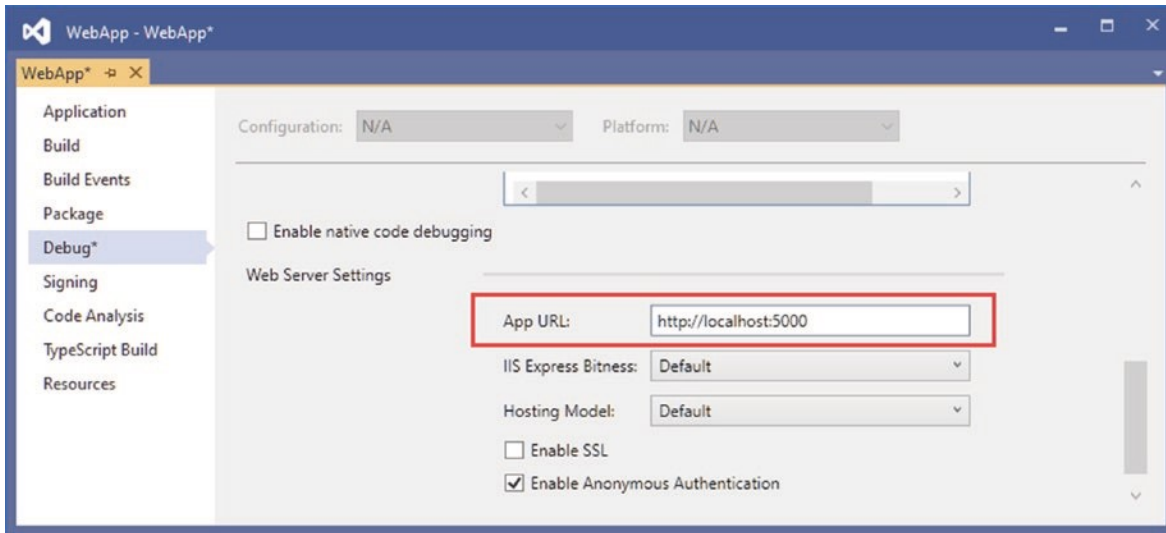 WebApp - WebApp*
WebApp*
Application
Build
Build Events
Package
Debug*
Signing
Code Analysis
TypeScript Build
Resources
Configuration: N/A Platform: N/A
Enable native code debugging
Web Server Settings
App URL: http://localhost:5000
IIS Express Bitness: Default
Hosting Model: Default
Enable SSL
Enable Anonymous Authentication